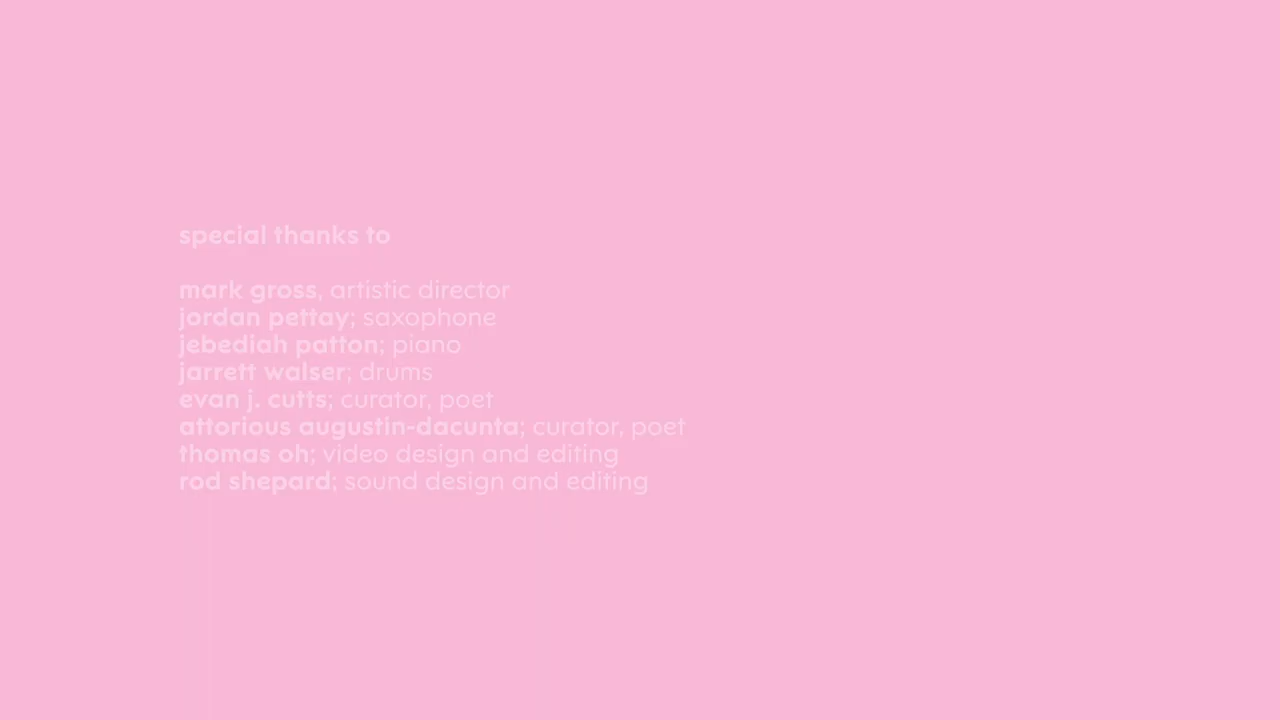 special thanks to
mark gross, artistic director
jordan pettay; saxophone
jebediah patton; piano
jarrett walser; drums
evan j. cutts; curator, poet
attorious augustin-dacunta; curator, poet
thomas oh; video design and editing
rod shepard; sound design and editing